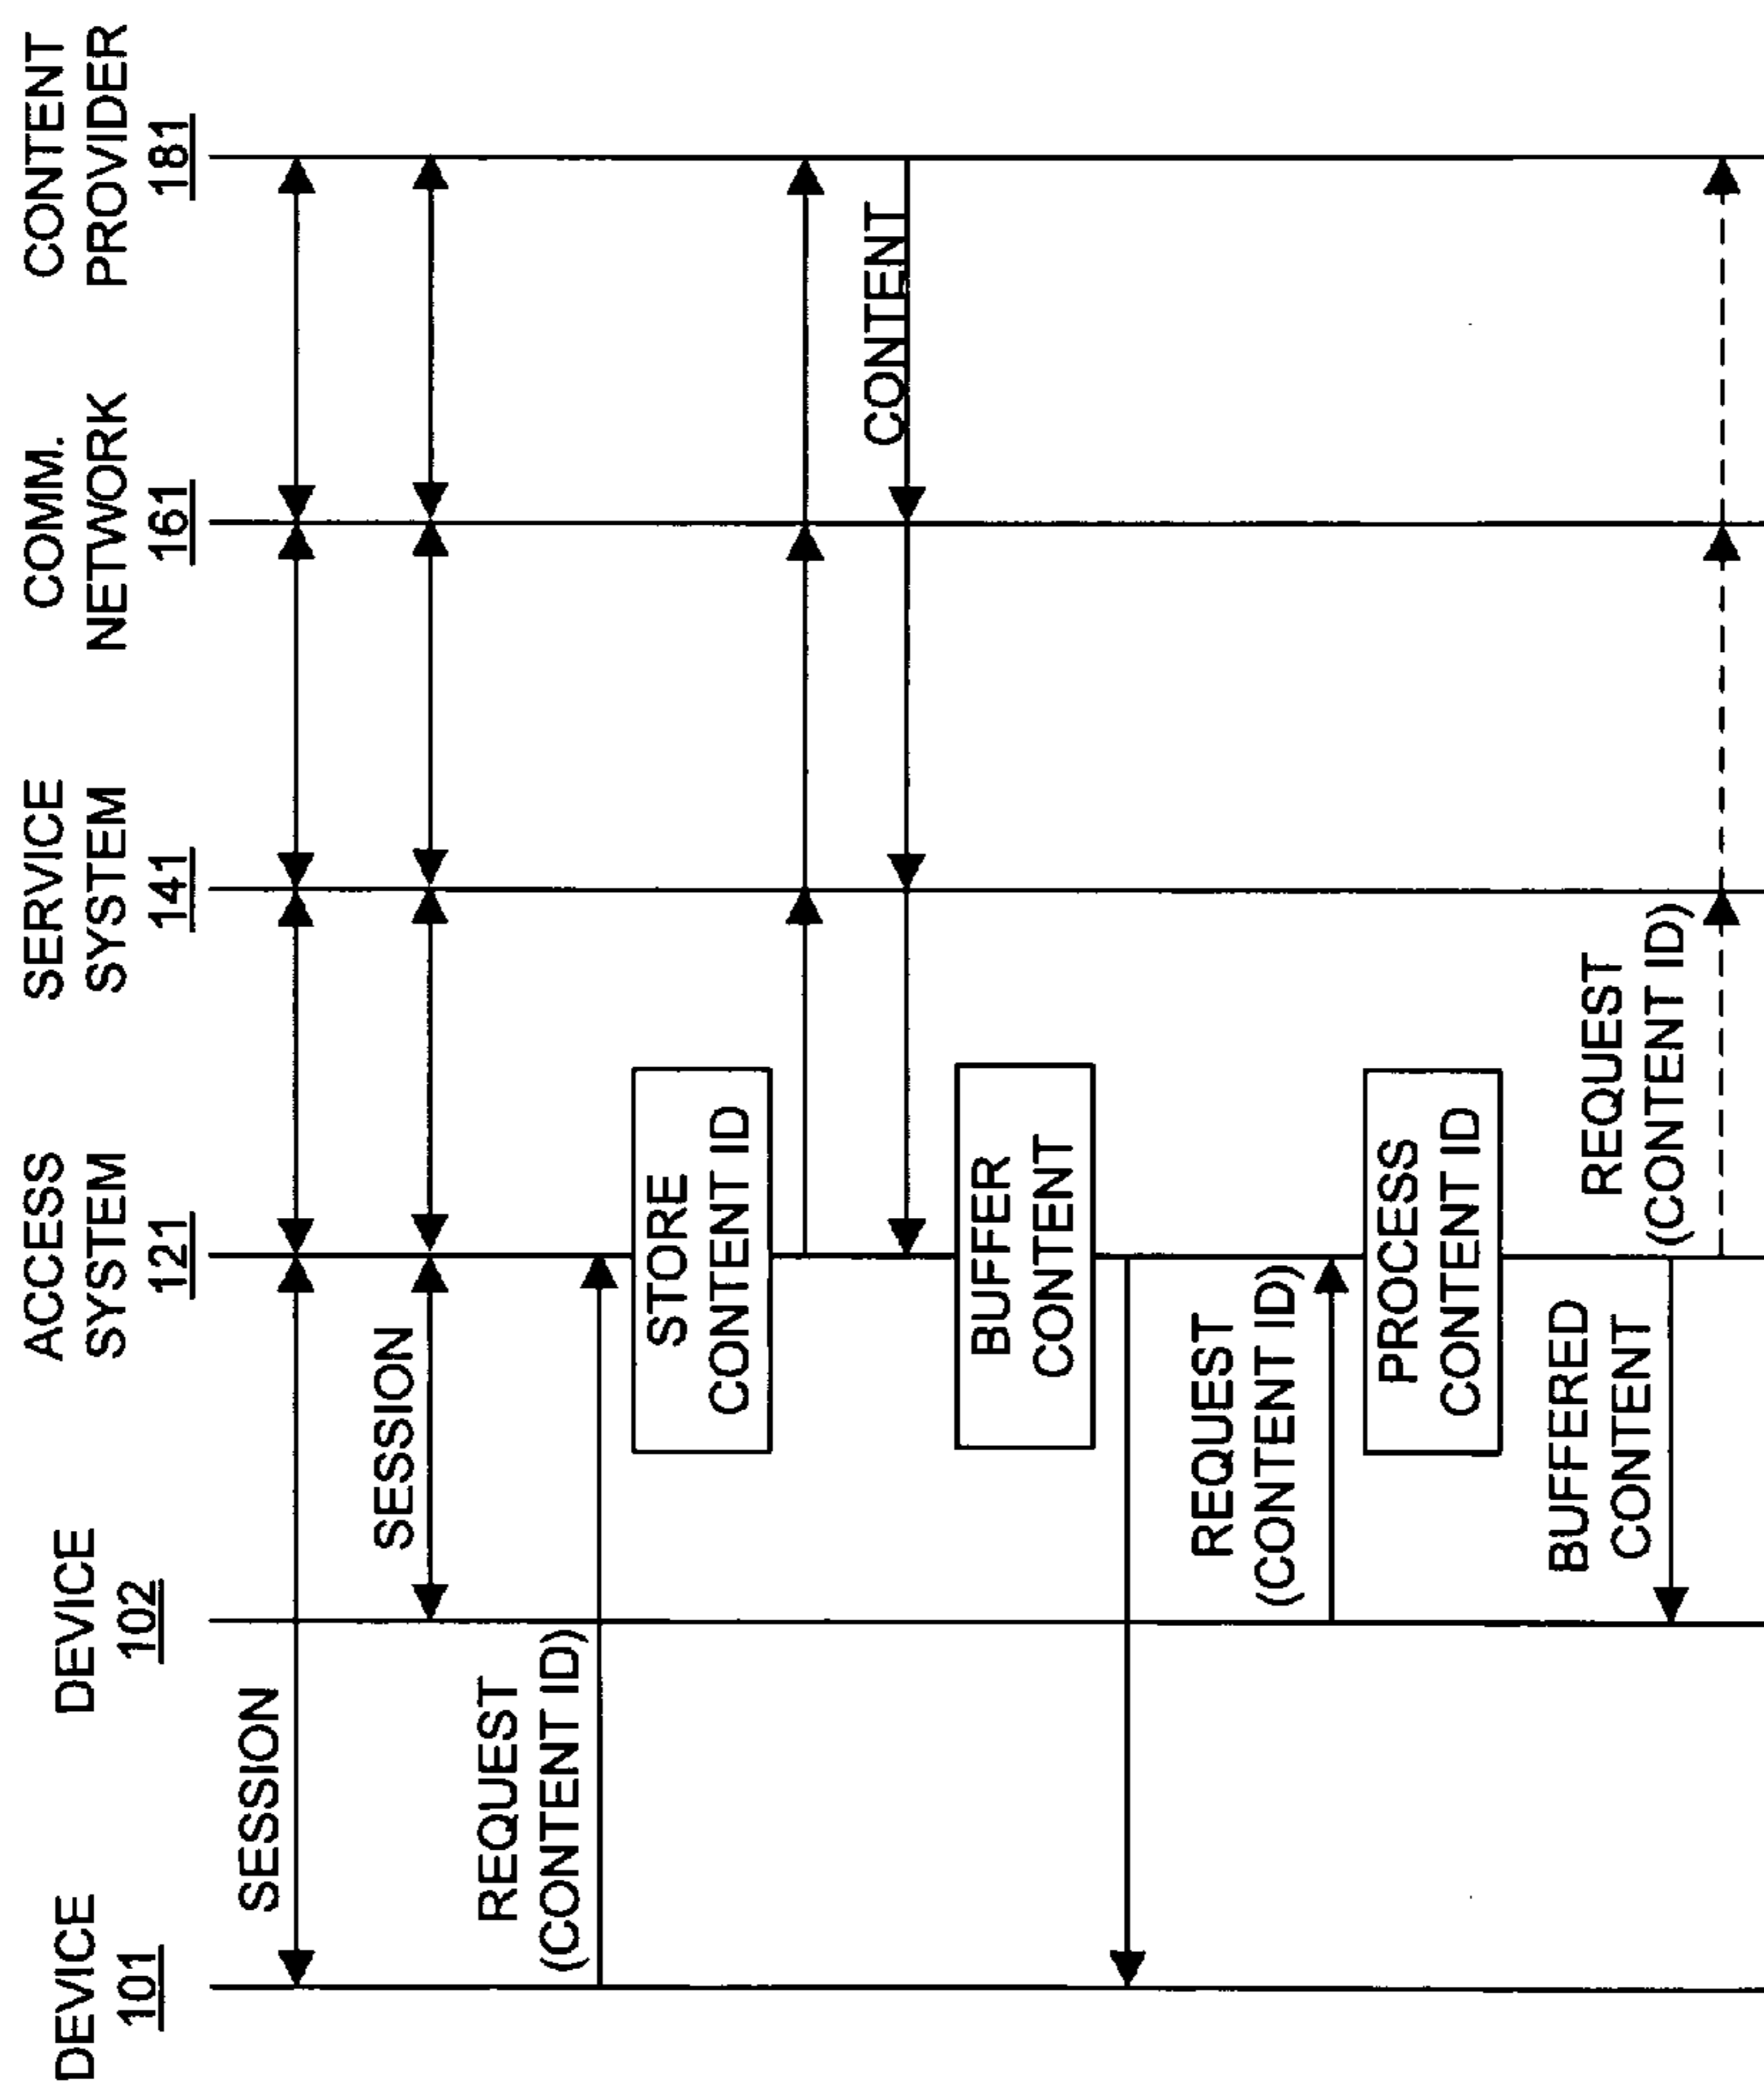 DEVICE
101
DEVICE
102
ACCESS
SYSTEM
121
SERVICE
SYSTEM
141
COMM.
NETWORK
161
CONTENT
PROVIDER
181
SESSION
SESSION
REQUEST
(CONTENT ID)
STORE
CONTENT ID
CONTENT
BUFFER
CONTENT
REQUEST
(CONTENT ID)
PROCESS
CONTENT ID
BUFFERED
CONTENT
REQUEST
(CONTENT ID)